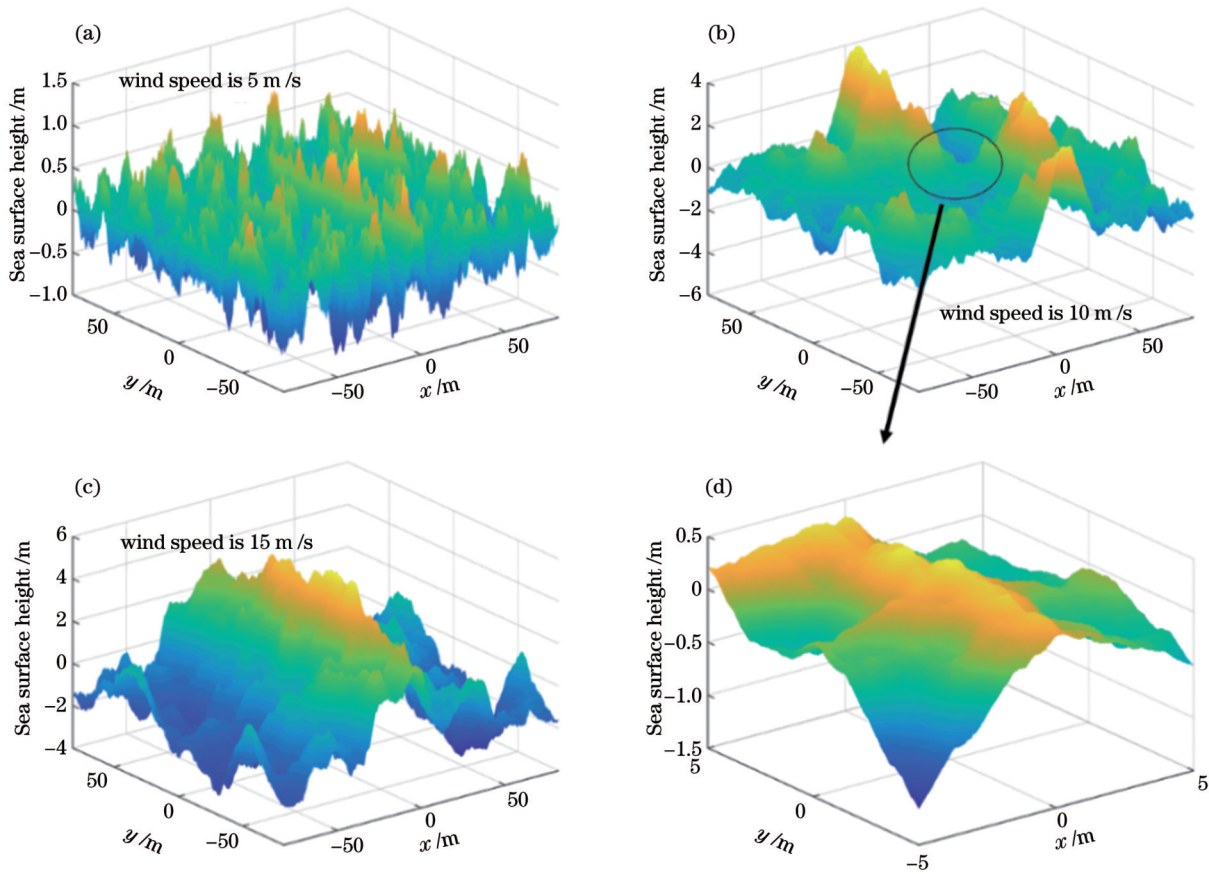 (a)
wind speed is 5 m/s
Sea surface height /m
1.5
1.0
0.5
0
−0.5
−1.0
50
0
−50
y /m
−50
0
50
x /m
(b)
Sea surface height /m
4
2
0
−2
−4
−6
wind speed is 10 m/s
50
0
−50
y /m
−50
0
50
x /m
(c)
wind speed is 15 m/s
Sea surface height /m
6
4
2
0
−2
−4
50
0
−50
y /m
−50
0
50
x /m
(d)
Sea surface height /m
0.5
0
−0.5
−1.0
−1.5
5
0
−5
y /m
0
5
x /m